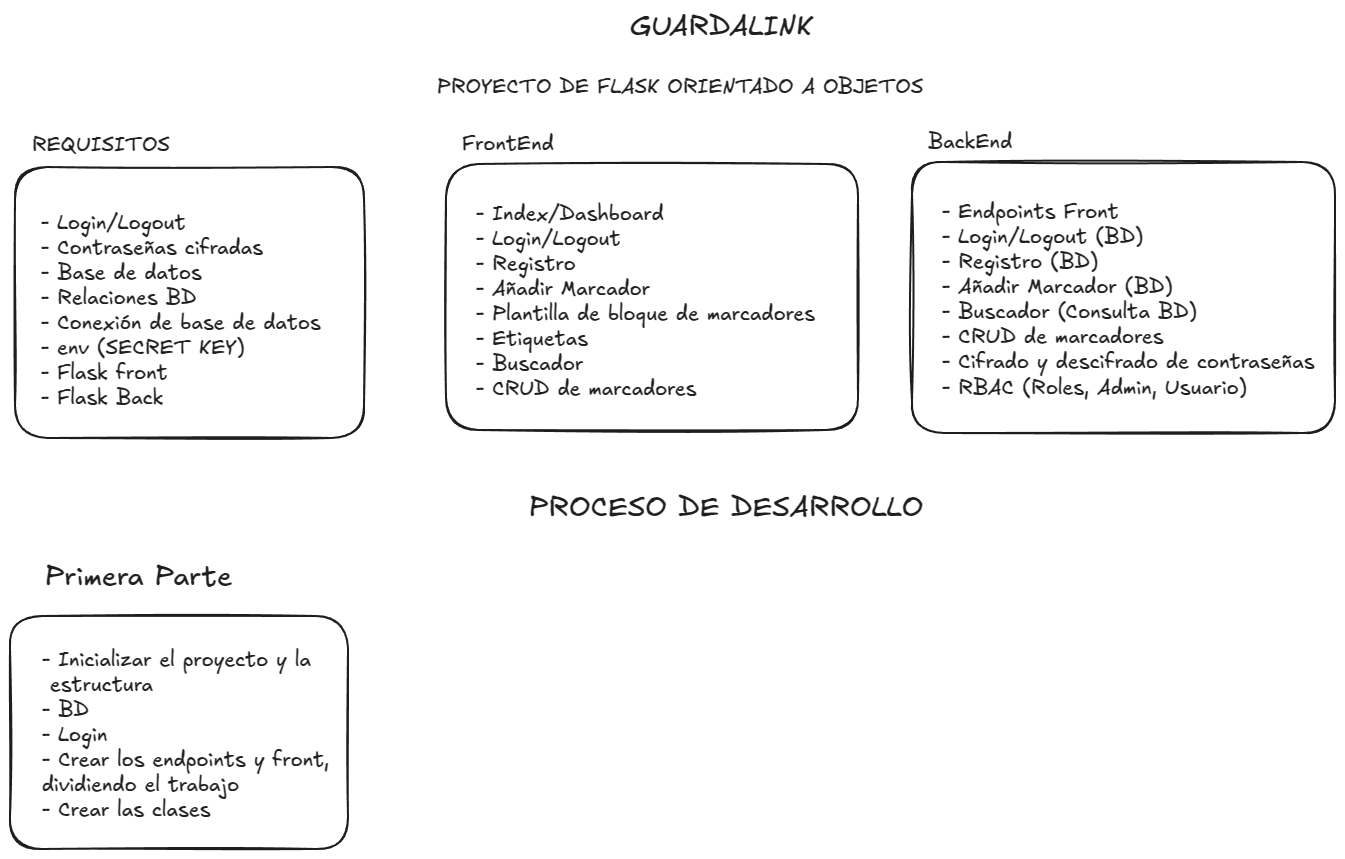 GUARDALINK
PROYECTO DE FLASK ORIENTADO A OBJETOS
REQUISITOS
- Login/Logout
- Contraseñas cifradas
- Base de datos
- Relaciones BD
- Conexión de base de datos
- env (SECRET KEY)
- Flask front
- Flask Back
FrontEnd
- Index/Dashboard
- Login/Logout
- Registro
- Añadir Marcador
- Plantilla de bloque de marcadores
- Etiquetas
- Buscador
- CRUD de marcadores
BackEnd
- Endpoints Front
- Login/Logout (BD)
- Registro (BD)
- Añadir Marcador (BD)
- Buscador (Consulta BD)
- CRUD de marcadores
- Cifrado y descifrado de contraseñas
- RBAC (Roles, Admin, Usuario)
PROCESO DE DESARROLLO
Primera Parte
- Inicializar el proyecto y la
estructura
- BD
- Login
- Crear los endpoints y front,
dividiendo el trabajo
- Crear las clases